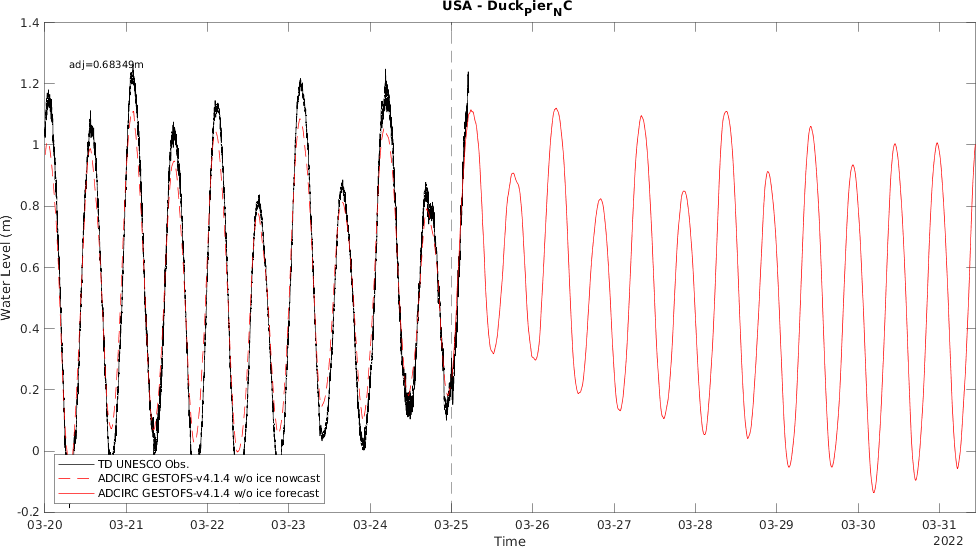 USA - DuckPierNC
1.4
adj=0.68349m
1.2
1
0.8
0.6
0.4
0.2
0
-0.2
Water Level (m)
TD UNESCO Obs.
ADCIRC GESTOFS-v4.1.4 w/o ice nowcast
ADCIRC GESTOFS-v4.1.4 w/o ice forecast
03-20 03-21 03-22 03-23 03-24 03-25 03-26 03-27 03-28 03-29 03-30 03-31
Time
2022